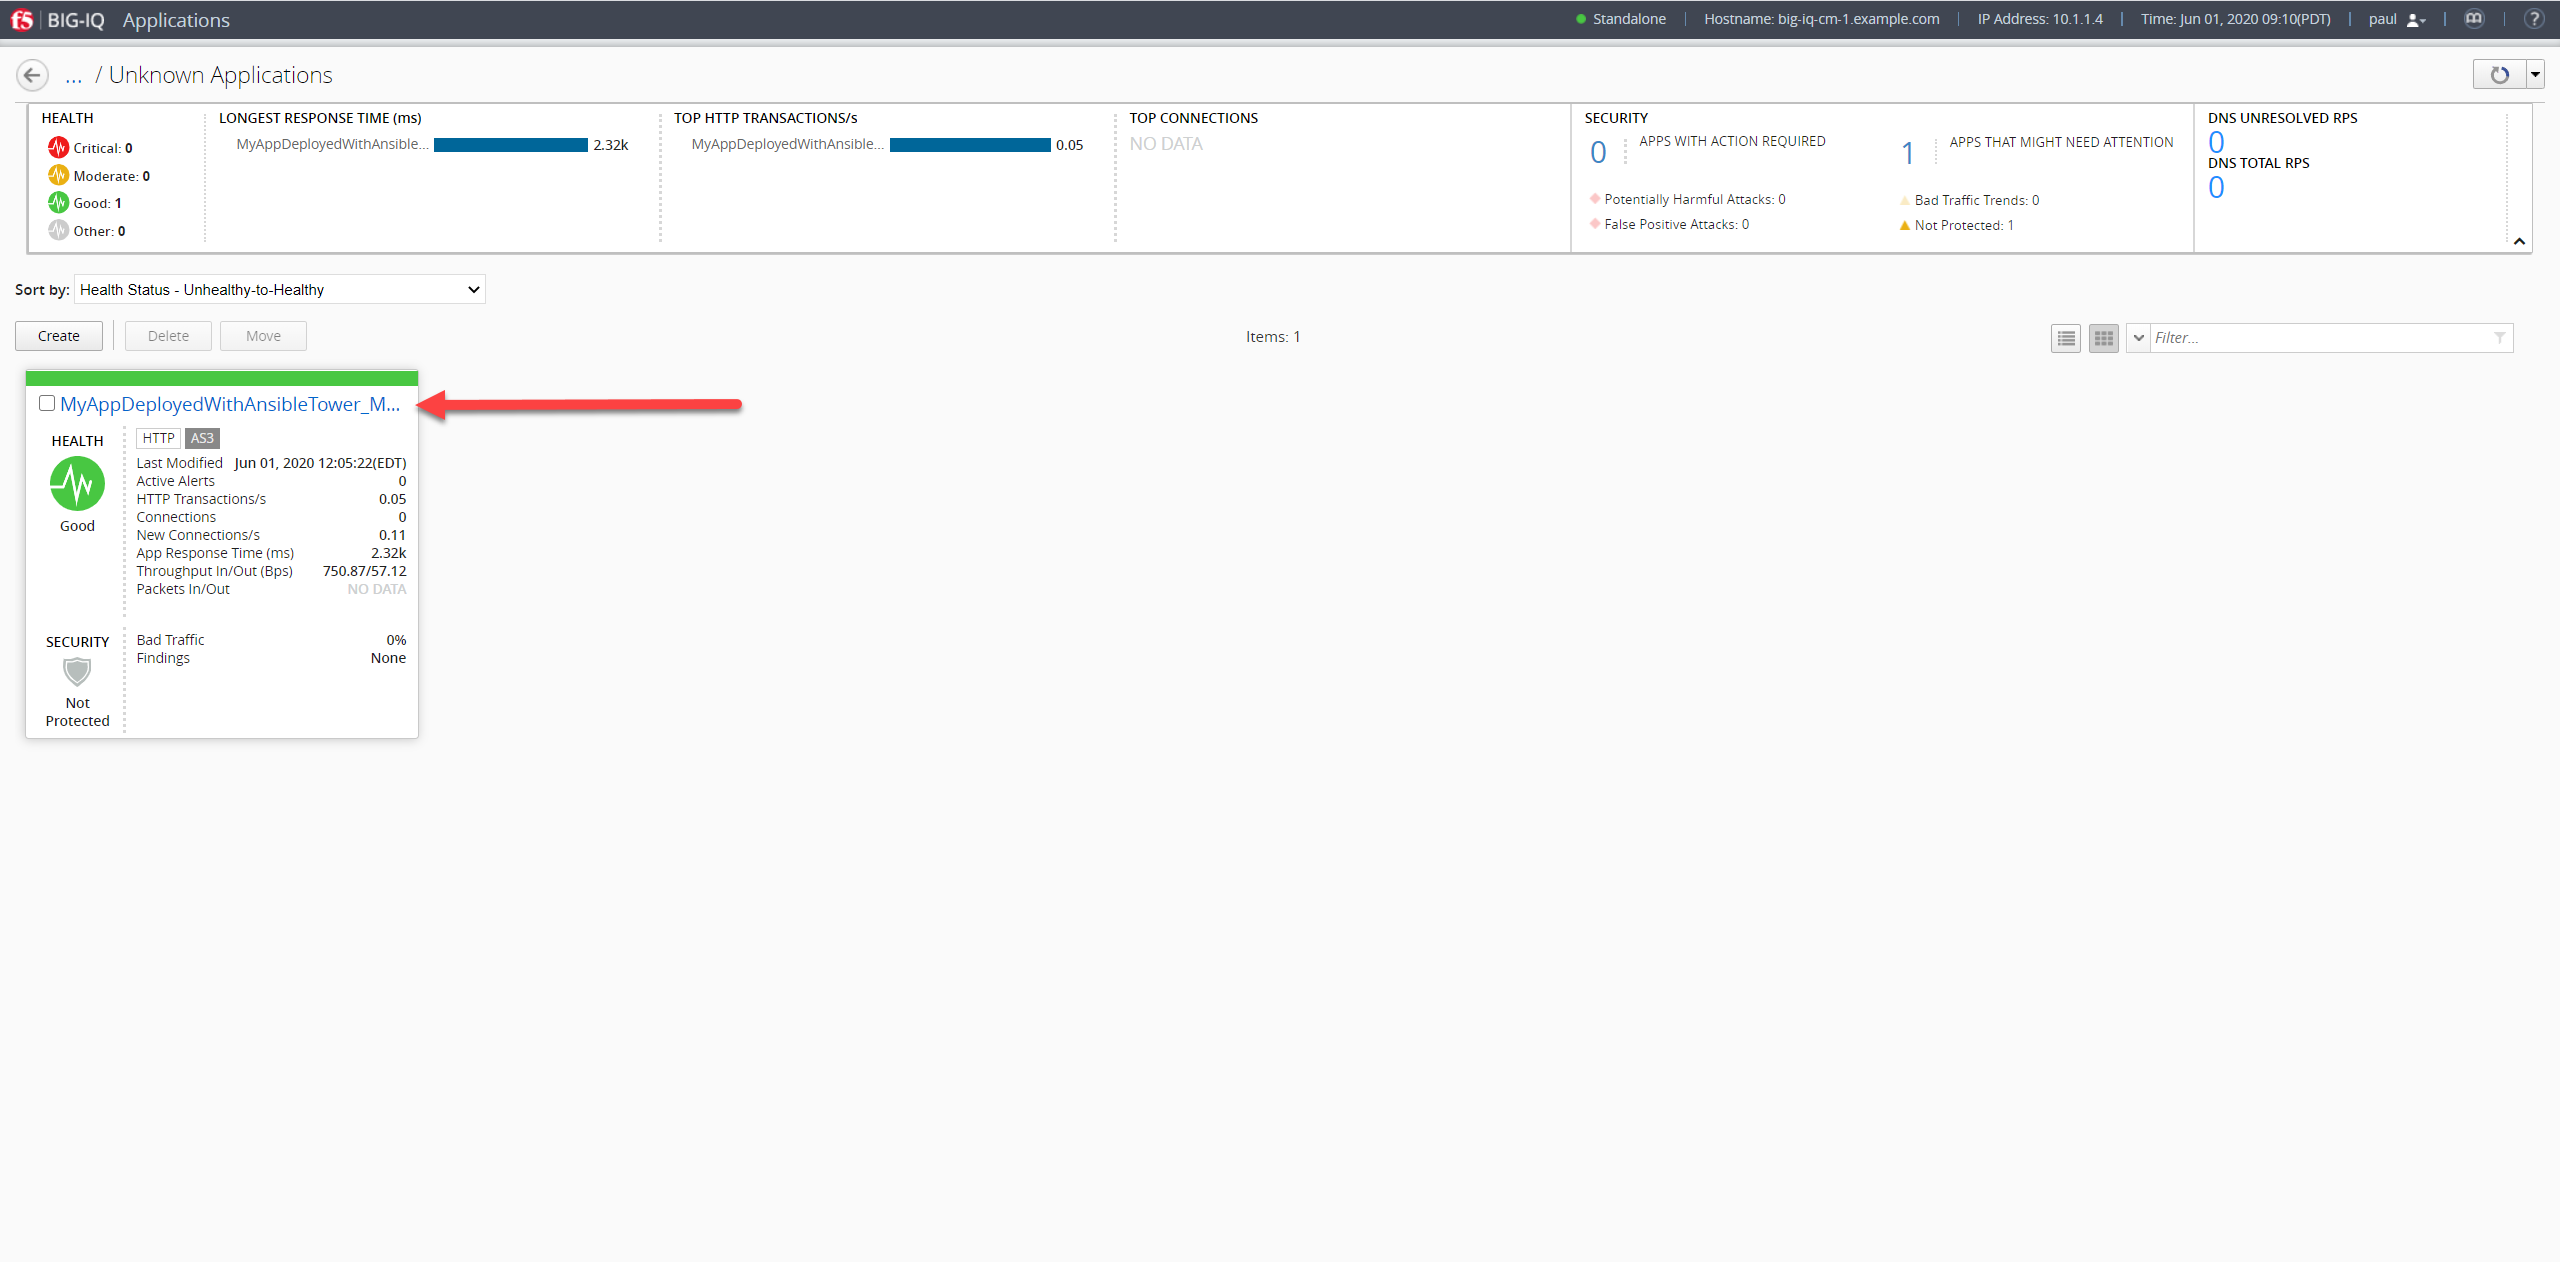 f5 BIG-IQ Applications
Standalone | Hostname: big-iq-cm-1.example.com | IP Address: 10.1.1.4 | Time: Jun 01, 2020 09:10(PDT) | paul
... / Unknown Applications
HEALTH
Critical: 0
Moderate: 0
Good: 1
Other: 0
LONGEST RESPONSE TIME (ms)
MyAppDeployedWithAnsible... 2.32k
TOP HTTP TRANSACTIONS/s
MyAppDeployedWithAnsible... 0.05
TOP CONNECTIONS
NO DATA
SECURITY
0 APPS WITH ACTION REQUIRED
Potentially Harmful Attacks: 0
False Positive Attacks: 0
1 APPS THAT MIGHT NEED ATTENTION
Bad Traffic Trends: 0
Not Protected: 1
DNS UNRESOLVED RPS
0
DNS TOTAL RPS
0
Sort by: Health Status - Unhealthy-to-Healthy
Create Delete Move
Items: 1
Filter...
MyAppDeployedWithAnsibleTower_M...
HEALTH
Good
HTTP AS3
Last Modified Jun 01, 2020 12:05:22(EDT)
Active Alerts 0
HTTP Transactions/s 0.05
Connections 0
New Connections/s 0.11
App Response Time (ms) 2.32k
Throughput In/Out (Bps) 750.87/57.12
Packets In/Out NO DATA
SECURITY
Not
Protected
Bad Traffic 0%
Findings None